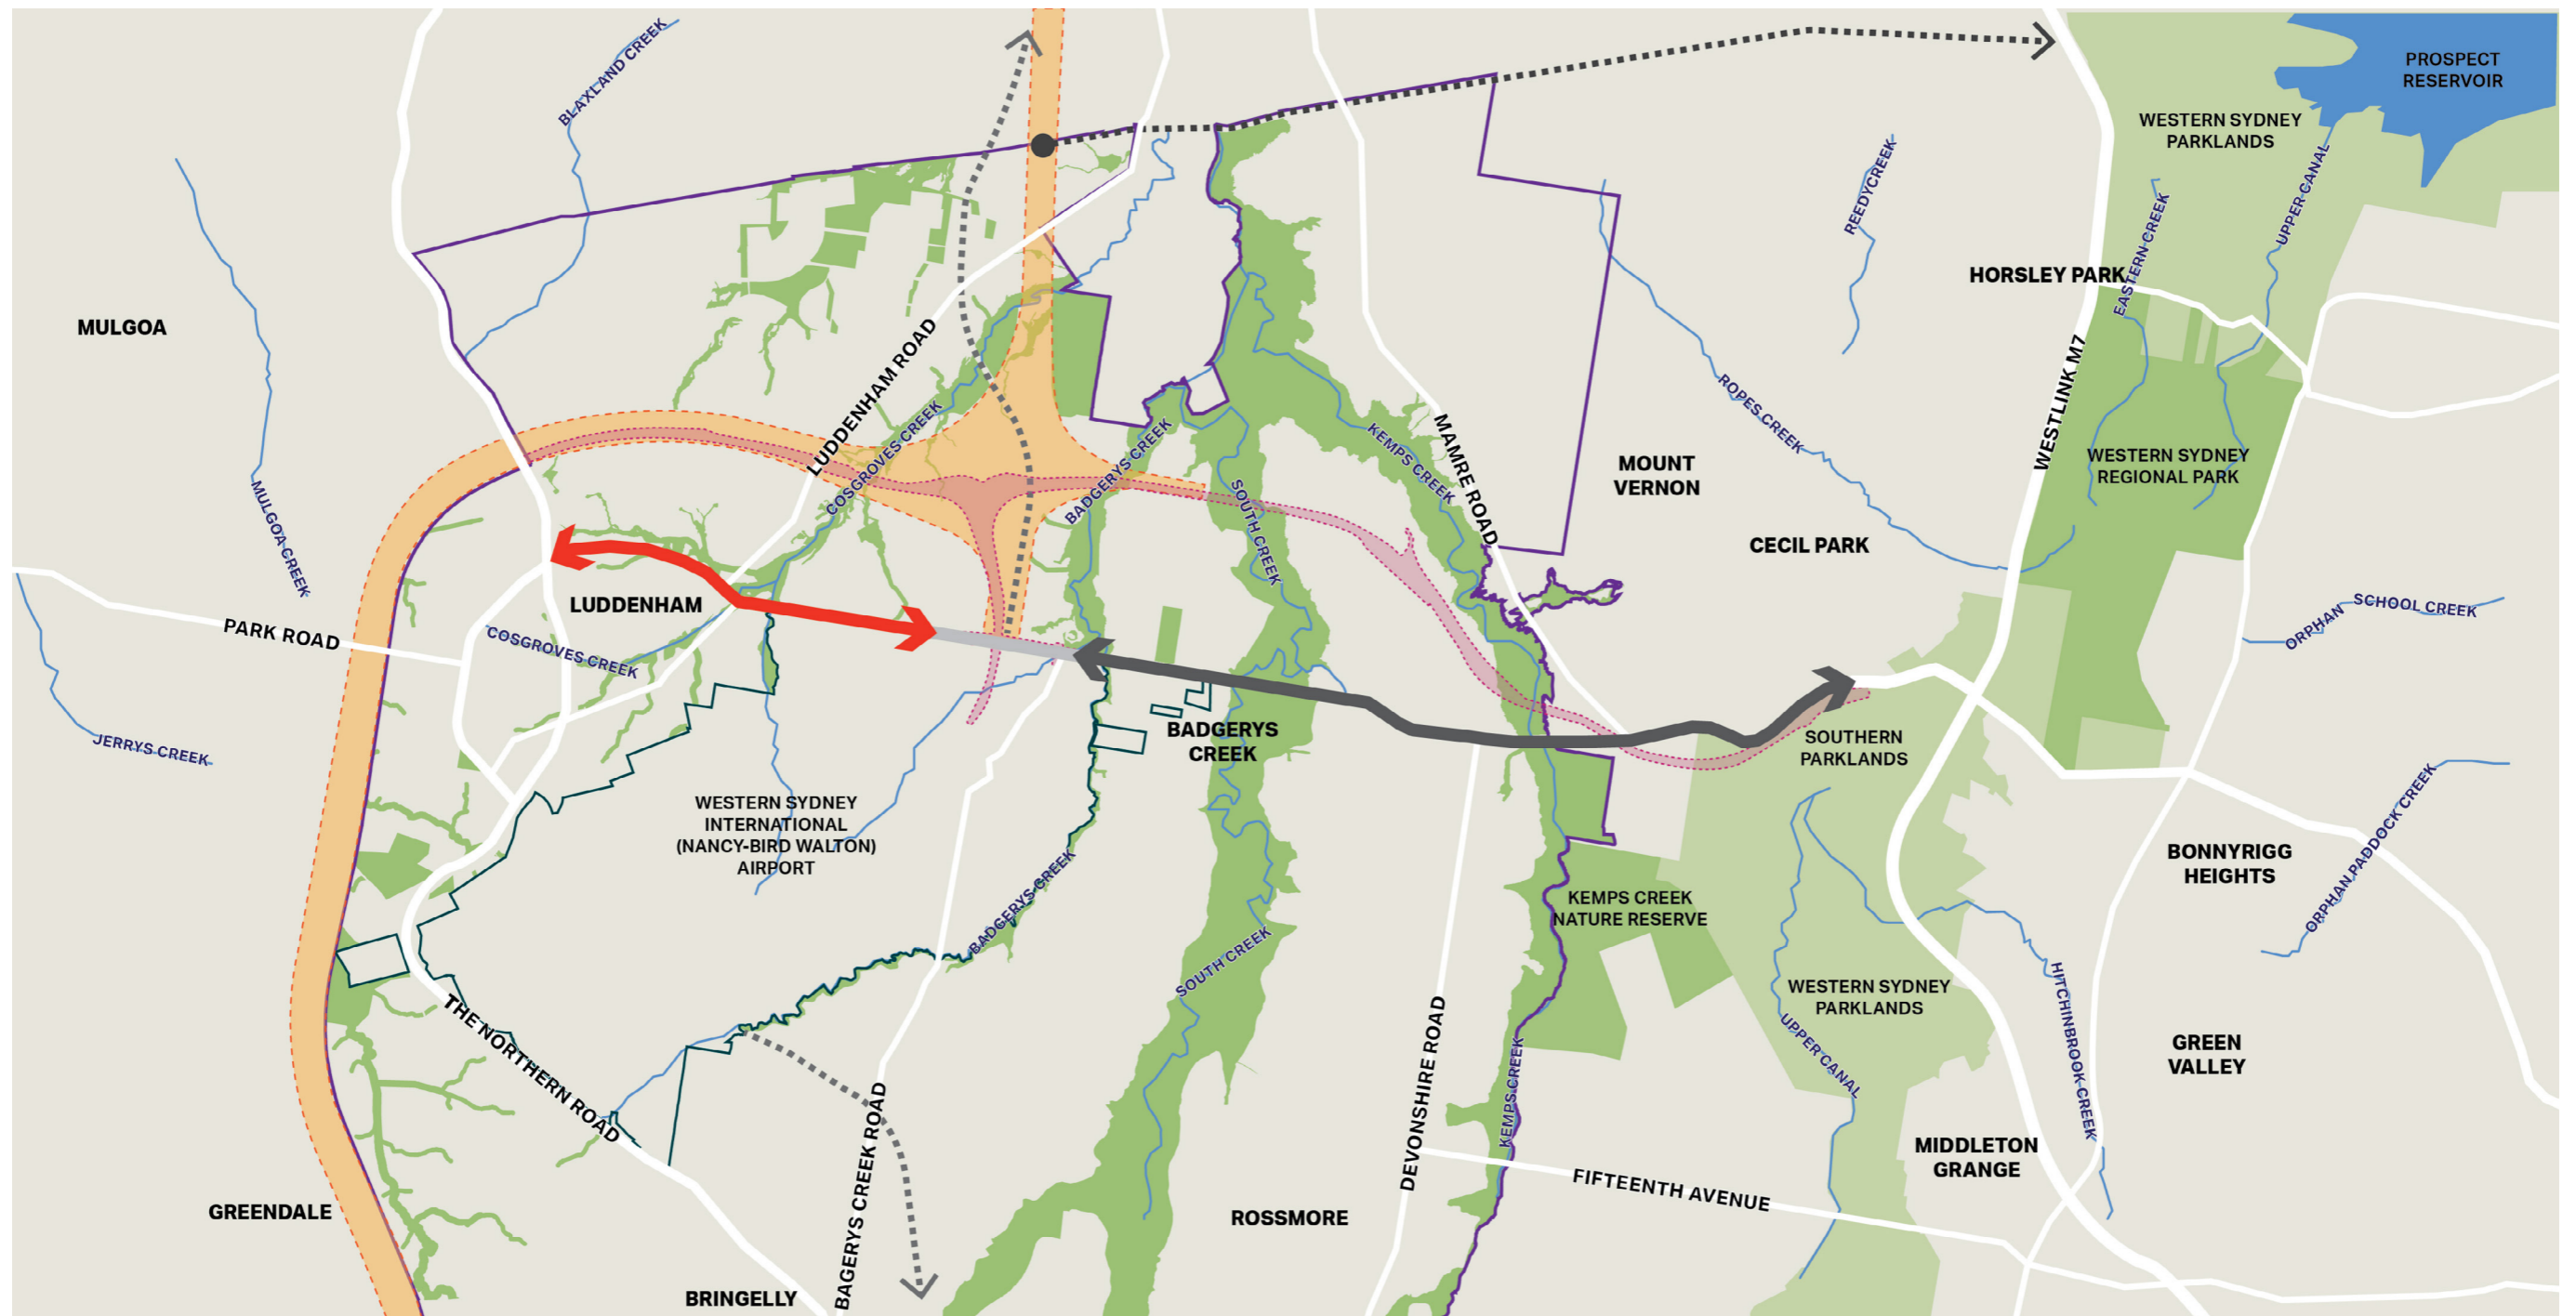 BLAXLAND CREEK
PROSPECT
RESERVOIR
WESTERN SYDNEY
PARKLANDS
UPPER CANAL
REEDYCREEK
EASTERN CREEK
HORSLEY PARK
MULGOA
LUDDENHAM ROAD
WESTLINK M7
ROPES CREEK
COSGROVES CREEK
BADGERYS CREEK
KEMPS CREEK
MAMRE ROAD
MOUNT
VERNON
WESTERN SYDNEY
REGIONAL PARK
SOUTH CREEK
MULGOA CREEK
CECIL PARK
LUDDENHAM
ORPHAN SCHOOL CREEK
PARK ROAD
COSGROVES CREEK
JERRYS CREEK
BADGERYS
CREEK
SOUTHERN
PARKLANDS
WESTERN SYDNEY
INTERNATIONAL
(NANCY-BIRD WALTON)
AIRPORT
ORPHAN PADDOCK CREEK
BONNYRIGG
HEIGHTS
BADGERYS CREEK
KEMPS CREEK
NATURE RESERVE
SOUTH CREEK
WESTERN SYDNEY
PARKLANDS
HITCHINBROOK CREEK
THE NORTHERN ROAD
UPPER CANAL
GREEN
VALLEY
DEVONSHIRE ROAD
KEMPS CREEK
BAGERYS CREEK ROAD
MIDDLETON
GRANGE
FIFTEENTH AVENUE
GREENDALE
ROSSMORE
BRINGELLY